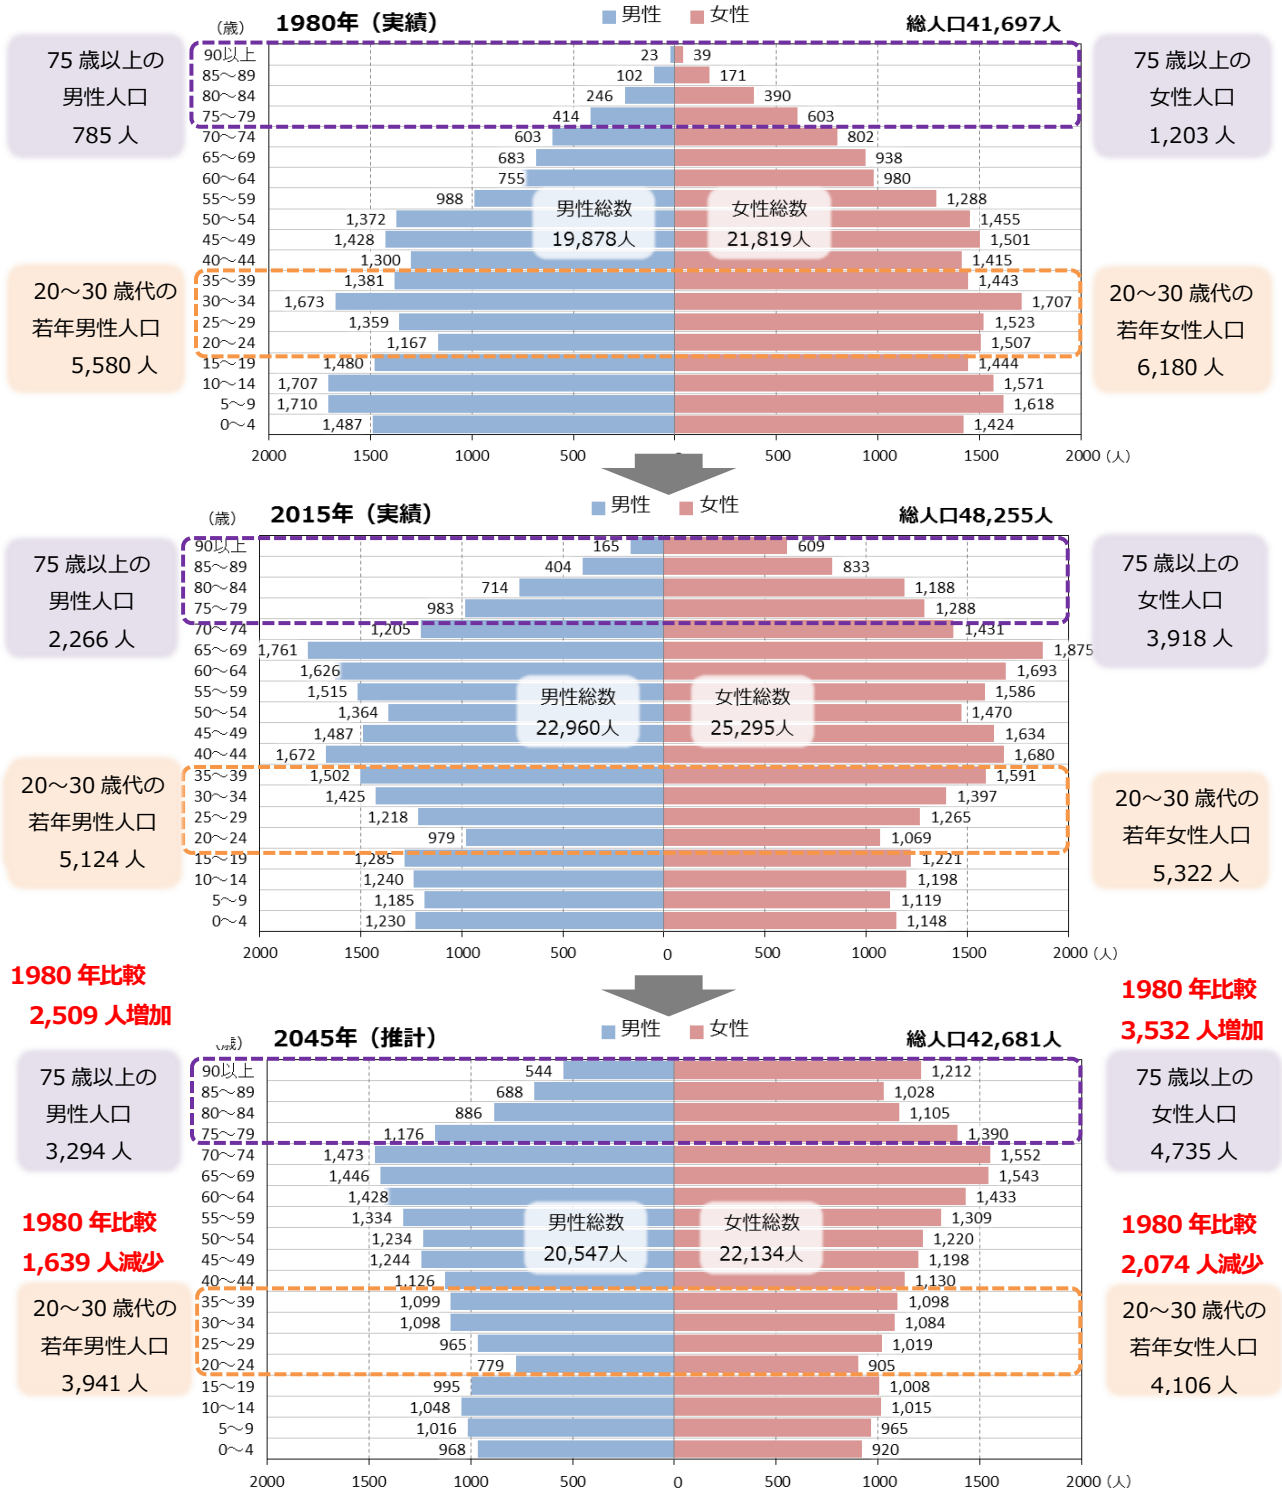 1980年（実績）
男性 女性
総人口41,697人
（歳）
75 歳以上の
男性人口
785 人
75 歳以上の
女性人口
1,203 人
90以上 23 39
85～89 102 171
80～84 246 390
75～79 414 603
70～74 603 802
65～69 683 938
60～64 755 980
55～59 988 1,288
50～54 1,372 1,455
45～49 1,428 1,501
40～44 1,300 1,415
35～39 1,381 1,443
30～34 1,673 1,707
25～29 1,359 1,523
20～24 1,167 1,507
15～19 1,480 1,444
10～14 1,707 1,571
5～9 1,710 1,618
0～4 1,487 1,424
男性総数
19,878人
女性総数
21,819人
20～30 歳代の
若年男性人口
5,580 人
20～30 歳代の
若年女性人口
6,180 人
2000 1500 1000 500 500 1000 1500 2000 （人）
2015年（実績）
男性 女性
総人口48,255人
（歳）
75 歳以上の
男性人口
2,266 人
75 歳以上の
女性人口
3,918 人
90以上 165 609
85～89 404 833
80～84 714 1,188
75～79 983 1,288
70～74 1,205 1,431
65～69 1,761 1,875
60～64 1,626 1,693
55～59 1,515 1,586
50～54 1,364 1,470
45～49 1,487 1,634
40～44 1,672 1,680
35～39 1,502 1,591
30～34 1,425 1,397
25～29 1,218 1,265
20～24 979 1,069
15～19 1,285 1,221
10～14 1,240 1,198
5～9 1,185 1,119
0～4 1,230 1,148
男性総数
22,960人
女性総数
25,295人
20～30 歳代の
若年男性人口
5,124 人
20～30 歳代の
若年女性人口
5,322 人
2000 1500 1000 500 0 500 1000 1500 2000 （人）
1980 年比較
2,509 人増加
1980 年比較
3,532 人増加
2045年（推計）
男性 女性
総人口42,681人
（歳）
75 歳以上の
男性人口
3,294 人
75 歳以上の
女性人口
4,735 人
90以上 544 1,212
85～89 688 1,028
80～84 886 1,105
75～79 1,176 1,390
70～74 1,473 1,552
65～69 1,446 1,543
60～64 1,428 1,433
55～59 1,334 1,309
50～54 1,234 1,220
45～49 1,244 1,198
40～44 1,126 1,130
35～39 1,099 1,098
30～34 1,098 1,084
25～29 965 1,019
20～24 779 905
15～19 995 1,008
10～14 1,048 1,015
5～9 1,016 965
0～4 968 920
男性総数
20,547人
女性総数
22,134人
1980 年比較
1,639 人減少
1980 年比較
2,074 人減少
20～30 歳代の
若年男性人口
3,941 人
20～30 歳代の
若年女性人口
4,106 人
2000 1500 1000 500 0 500 1000 1500 2000 （人）